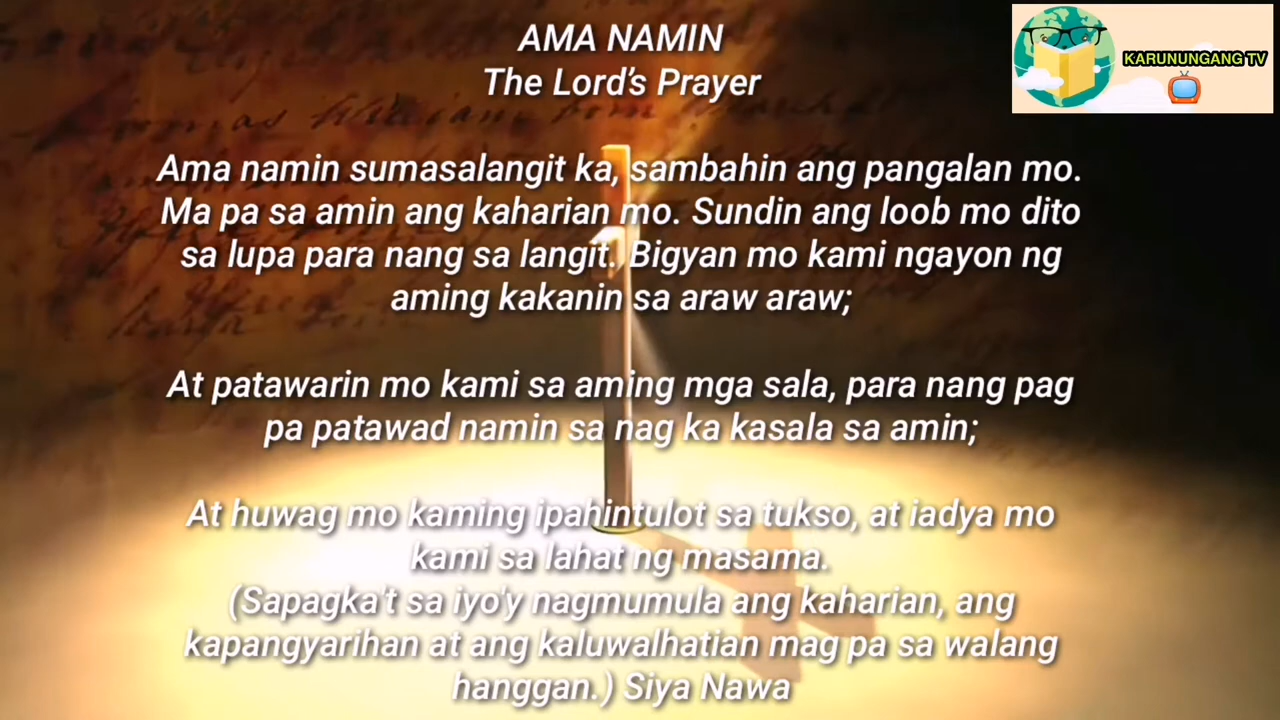 AMA NAMIN
The Lord's Prayer
KARUNUNGANG TV
Ama namin sumasalangit ka, sambahin ang pangalan mo.
Ma pa sa amin ang kaharian mo. Sundin ang loob mo dito
sa lupa para nang sa langit. Bigyan mo kami ngayon ng
aming kakanin sa araw araw;
At patawarin mo kami sa aming mga sala, para nang pag
pa patawad namin sa nag ka kasala sa amin;
At huwag mo kaming ipahintulot sa tukso, at iadya mo
kami sa lahat ng masama.
(Sapagka't sa iyo'y nagmumula ang kaharian, ang
kapangyarihan at ang kaluwalhatian mag pa sa walang
hanggan.) Siya Nawa